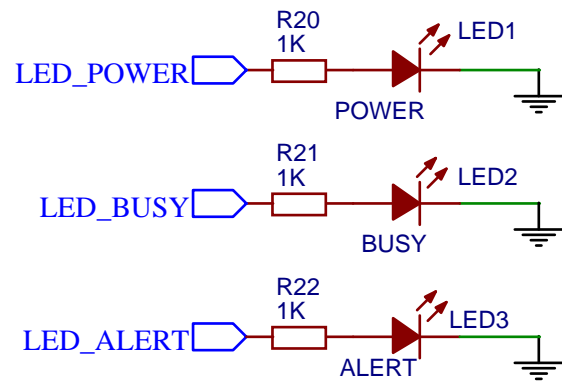 R20
1K
LED1
LED_POWER
POWER
R21
1K
LED2
LED_BUSY
BUSY
R22
1K
LED3
LED_ALERT
ALERT